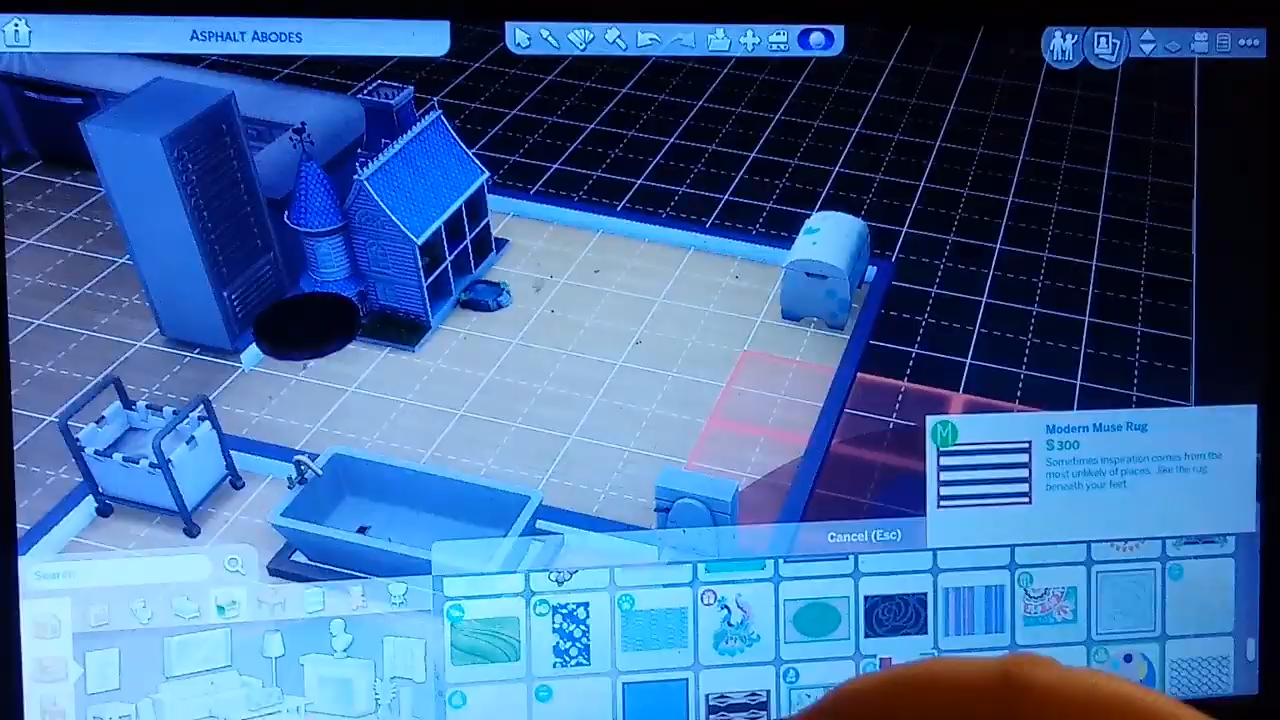 ASPHALT ABODES
M
Modern Muse Rug
$300
Sometimes inspiration comes from the
most unlikely of places...like the rug
beneath your feet.
Cancel (Esc)
Search